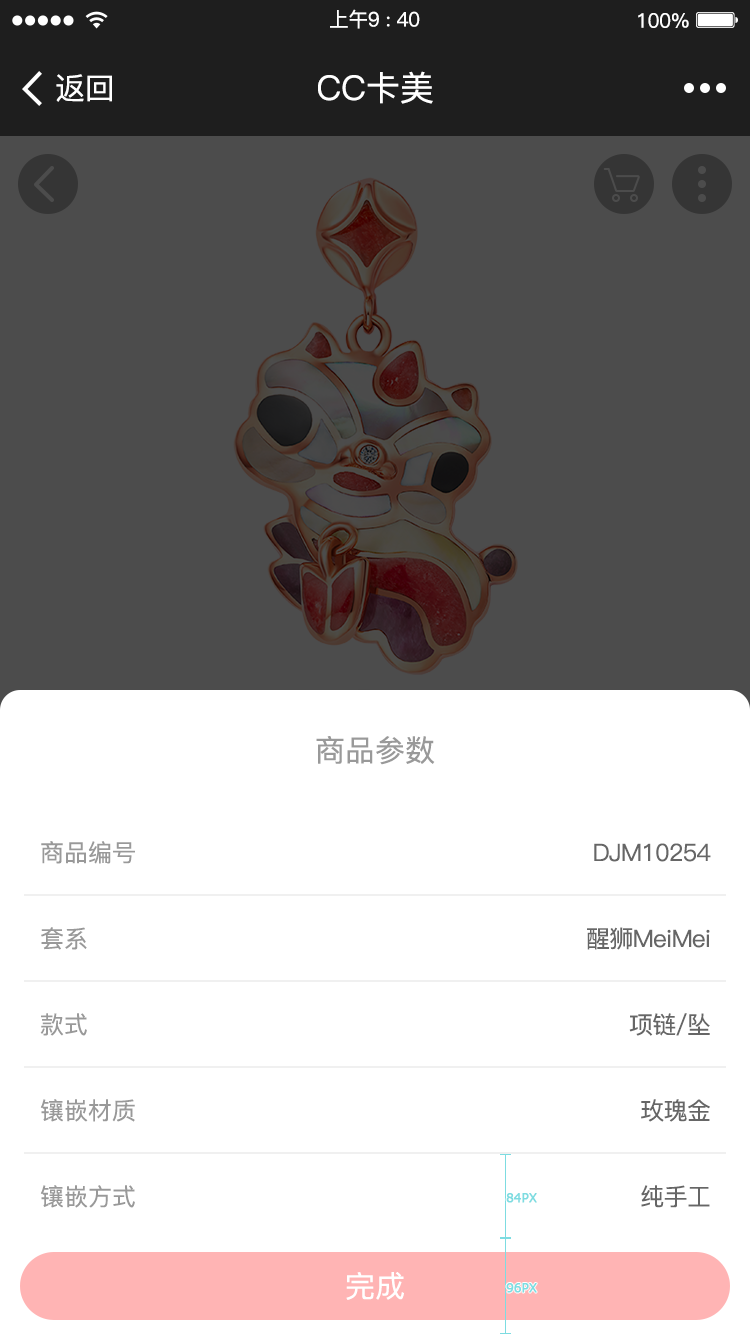 上午9 : 40
100%
返回
CC卡美
商品参数
商品编号
DJM10254
套系
醒狮MeiMei
款式
项链/坠
镶嵌材质
玫瑰金
镶嵌方式
纯手工
84PX
完成
96PX